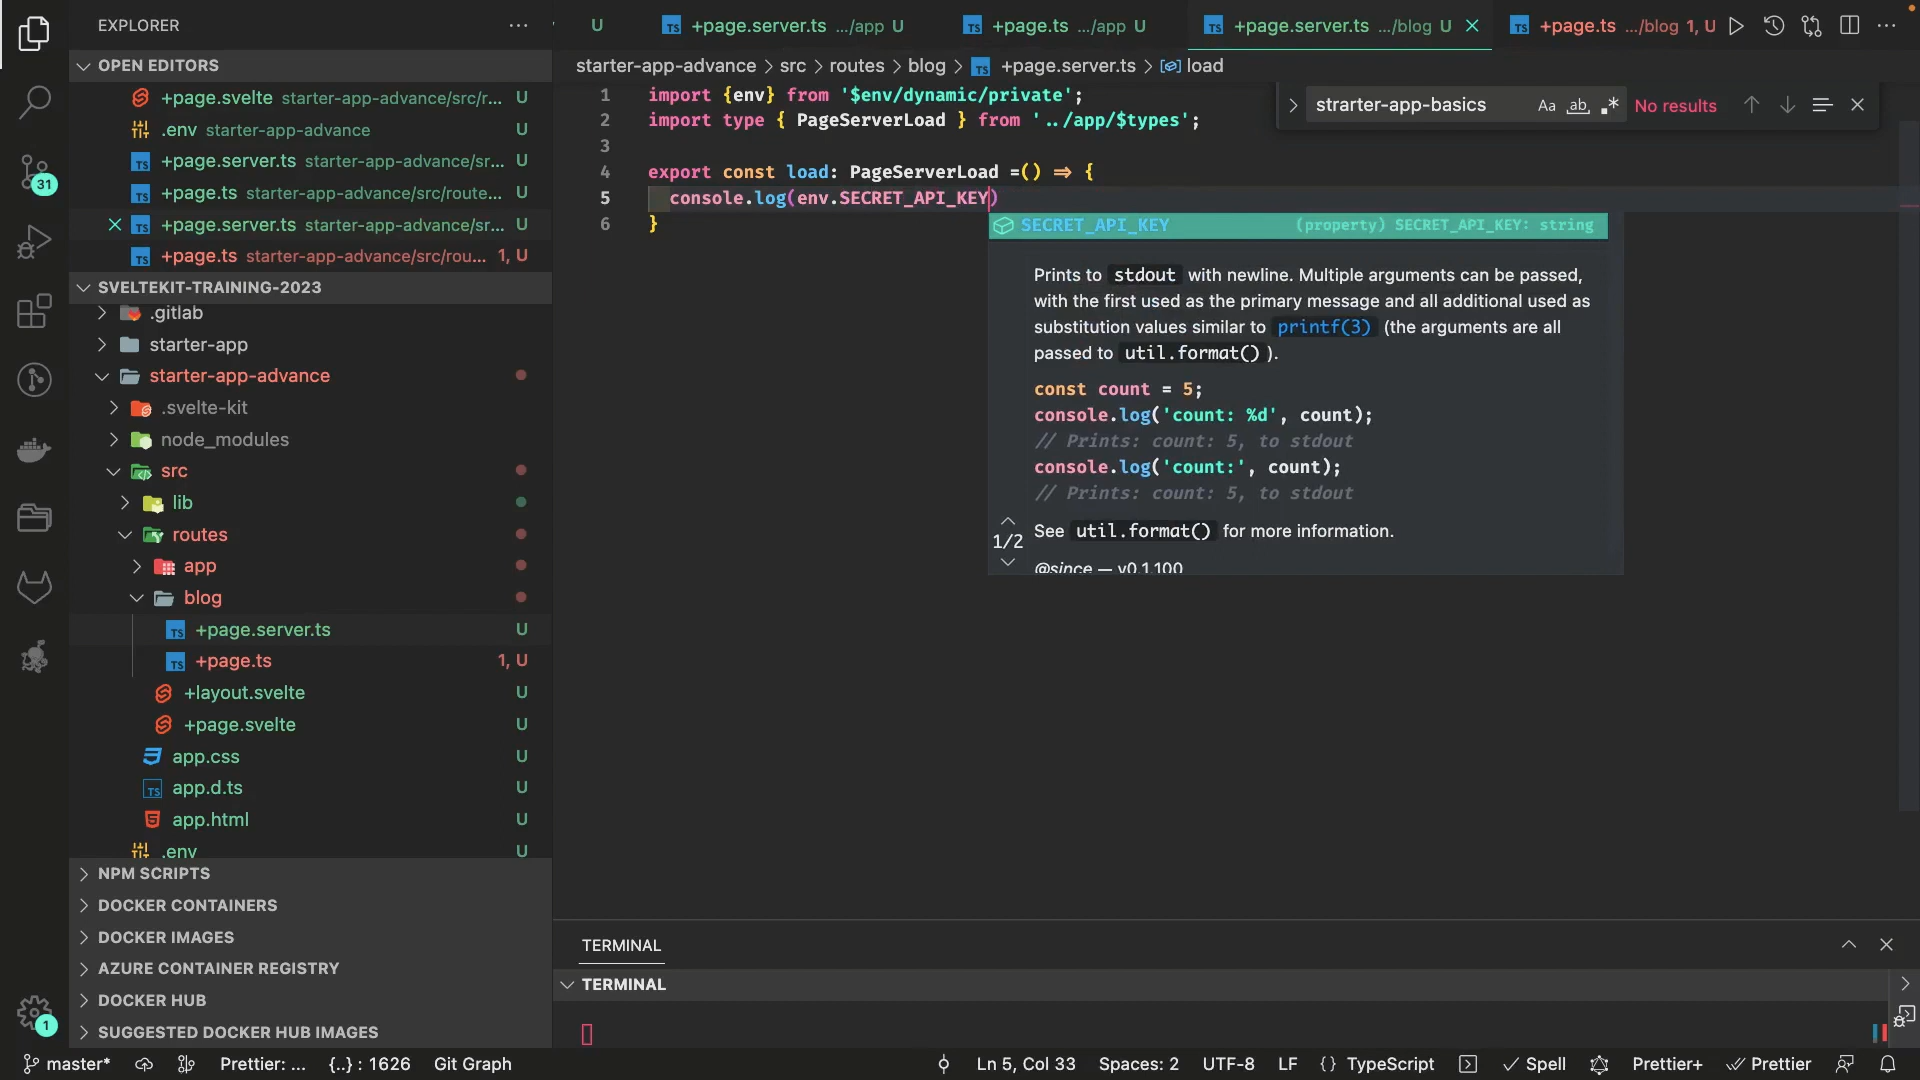 EXPLORER
OPEN EDITORS
+page.svelte starter-app-advance/src/r... U
.env starter-app-advance U
+page.server.ts starter-app-advance/sr... U
+page.ts starter-app-advance/src/route... U
+page.server.ts starter-app-advance/sr... U
+page.ts starter-app-advance/src/rou... 1, U
SVELTEKIT-TRAINING-2023
.gitlab
starter-app
starter-app-advance
.svelte-kit
node_modules
src
lib
routes
app
blog
+page.server.ts U
+page.ts 1, U
+layout.svelte U
+page.svelte U
app.css U
app.d.ts U
app.html U
.env U
NPM SCRIPTS
DOCKER CONTAINERS
DOCKER IMAGES
AZURE CONTAINER REGISTRY
DOCKER HUB
SUGGESTED DOCKER HUB IMAGES
31
1
U +page.server.ts .../app U +page.ts .../app U +page.server.ts .../blog U +page.ts .../blog 1, U
starter-app-advance > src > routes > blog > +page.server.ts > load
strarter-app-basics Aa ab .* No results
1 import {env} from '$env/dynamic/private';
2 import type { PageServerLoad } from '../app/$types';
3
4 export const load: PageServerLoad =() => {
5 console.log(env.SECRET_API_KEY)
6 }
SECRET_API_KEY (property) SECRET_API_KEY: string
Prints to stdout with newline. Multiple arguments can be passed,
with the first used as the primary message and all additional used as
substitution values similar to printf(3) (the arguments are all
passed to util.format() ).
const count = 5;
console.log('count: %d', count);
// Prints: count: 5, to stdout
console.log('count:', count);
// Prints: count: 5, to stdout
1/2
See util.format() for more information.
@since — v0.1.100
TERMINAL
TERMINAL
master* Prettier: ... {..} : 1626 Git Graph Ln 5, Col 33 Spaces: 2 UTF-8 LF {} TypeScript Spell Prettier+ Prettier